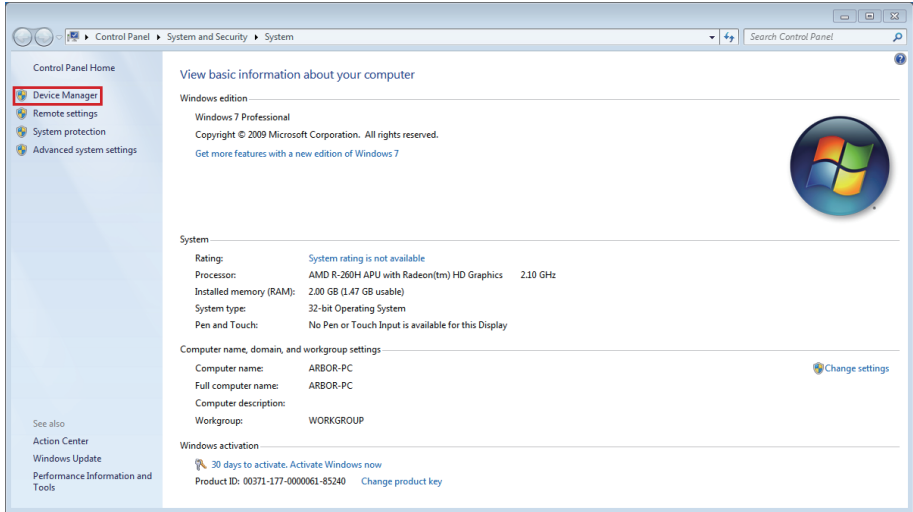 Control Panel ▸ System and Security ▸ System
Search Control Panel
Control Panel Home
Device Manager
Remote settings
System protection
Advanced system settings
See also
Action Center
Windows Update
Performance Information and
Tools
View basic information about your computer
Windows edition
Windows 7 Professional
Copyright © 2009 Microsoft Corporation. All rights reserved.
Get more features with a new edition of Windows 7
System
Rating: System rating is not available
Processor: AMD R-260H APU with Radeon(tm) HD Graphics 2.10 GHz
Installed memory (RAM): 2.00 GB (1.47 GB usable)
System type: 32-bit Operating System
Pen and Touch: No Pen or Touch Input is available for this Display
Computer name, domain, and workgroup settings
Computer name: ARBOR-PC
Change settings
Full computer name: ARBOR-PC
Computer description:
Workgroup: WORKGROUP
Windows activation
30 days to activate. Activate Windows now
Product ID: 00371-177-0000061-85240 Change product key